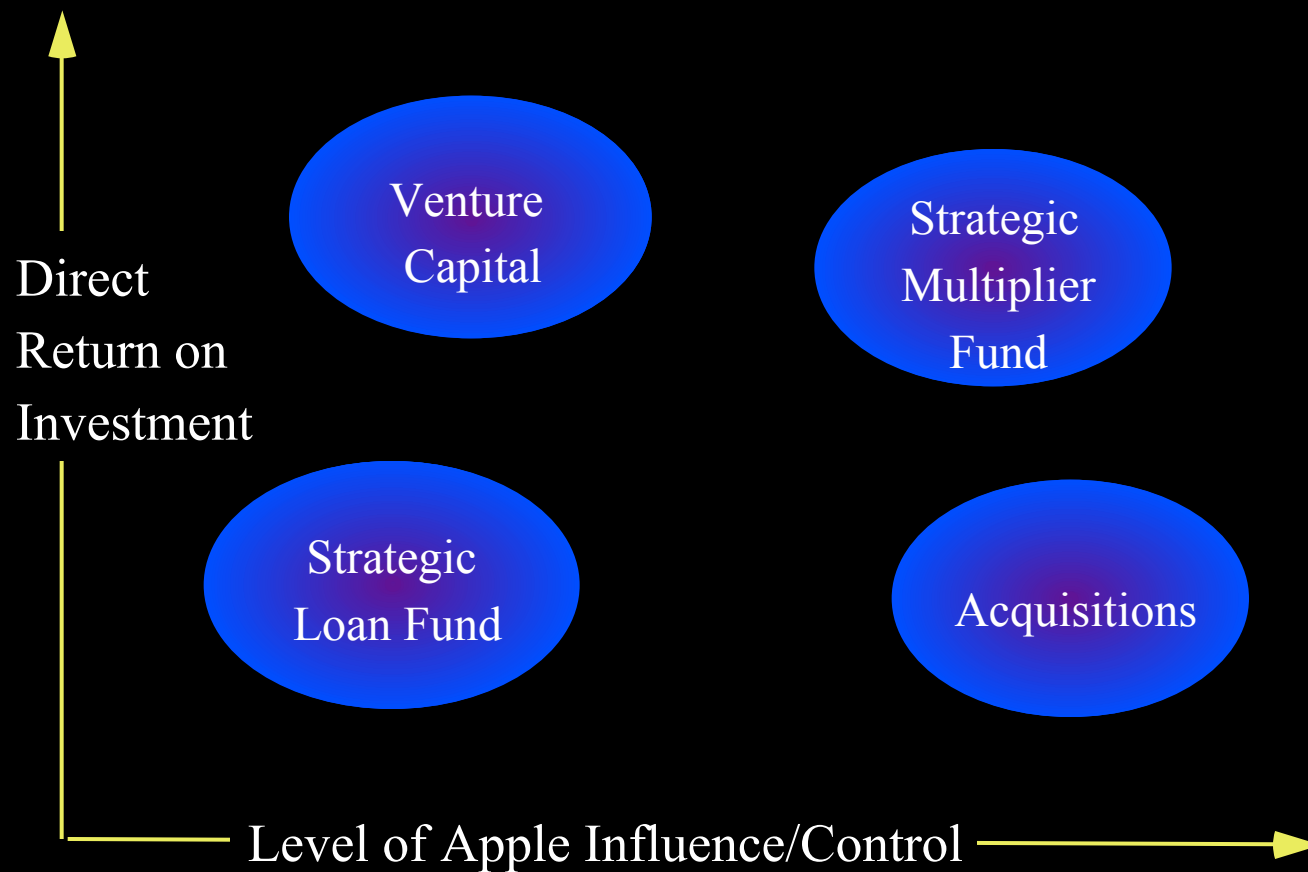 Venture
Capital
Strategic
Multiplier
Fund
Direct
Return on
Investment
Strategic
Loan Fund
Acquisitions
Level of Apple Influence/Control